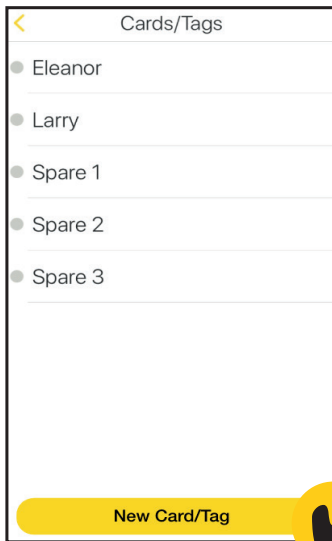 Cards/Tags
Eleanor
Larry
Spare 1
Spare 2
Spare 3
New Card/Tag